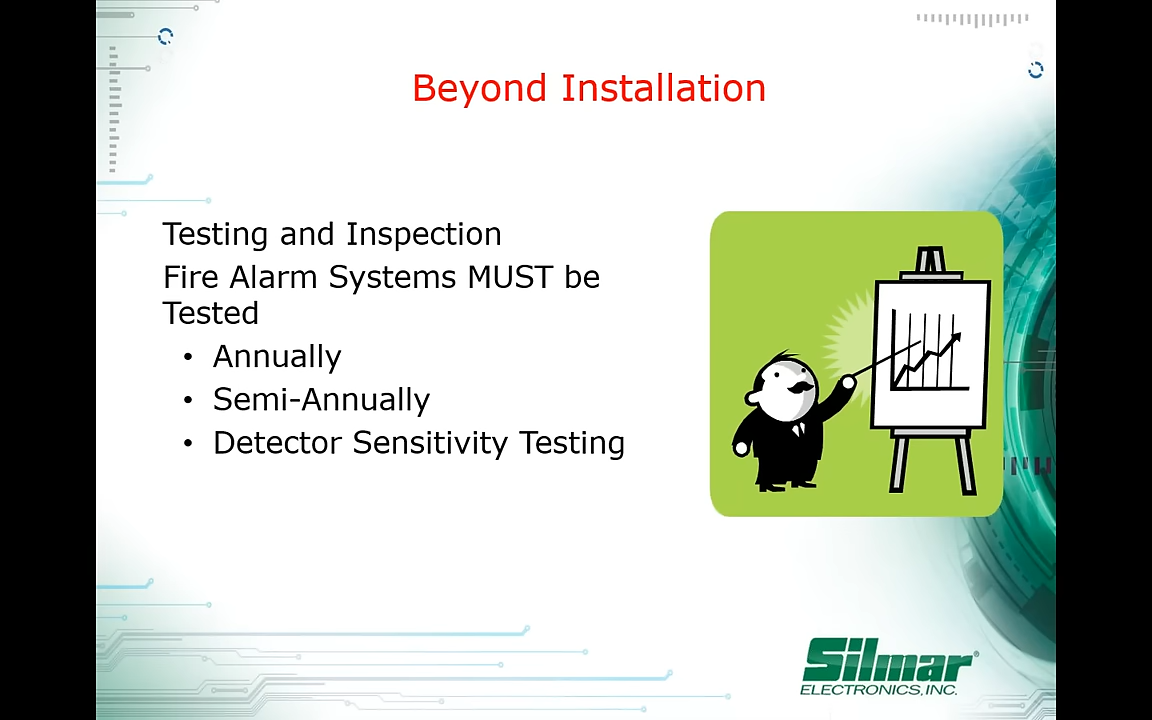 Beyond Installation
Testing and Inspection
Fire Alarm Systems MUST be
Tested
• Annually
• Semi-Annually
• Detector Sensitivity Testing
Silmar®
ELECTRONICS, INC.